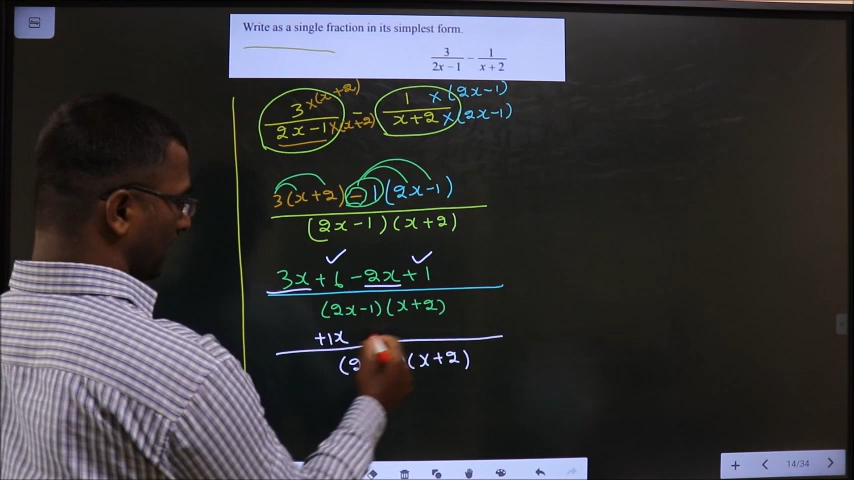 Write as a single fraction in its simplest form.
3/(2x − 1) − 1/(x + 2)
3×(x+2)/2x−1×(x+2) − 1×(2x−1)/x+2×(2x−1)
3(x+2) − 1(2x−1)
(2x−1)(x+2)
3x + 6 − 2x + 1
(2x−1)(x+2)
+1x
(2 (x+2)
14/34